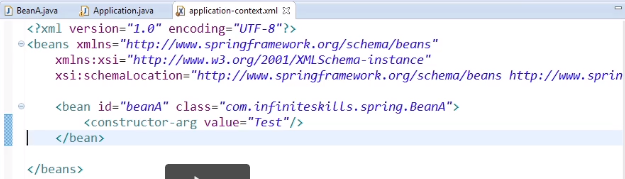 BeanA.java Application.java application-context.xml
<?xml version="1.0" encoding="UTF-8"?>
<beans xmlns="http://www.springframework.org/schema/beans"
xmlns:xsi="http://www.w3.org/2001/XMLSchema-instance"
xsi:schemaLocation="http://www.springframework.org/schema/beans http://www.sprin
<bean id="beanA" class="com.infiniteskills.spring.BeanA">
<constructor-arg value="Test"/>
</bean>
</beans>